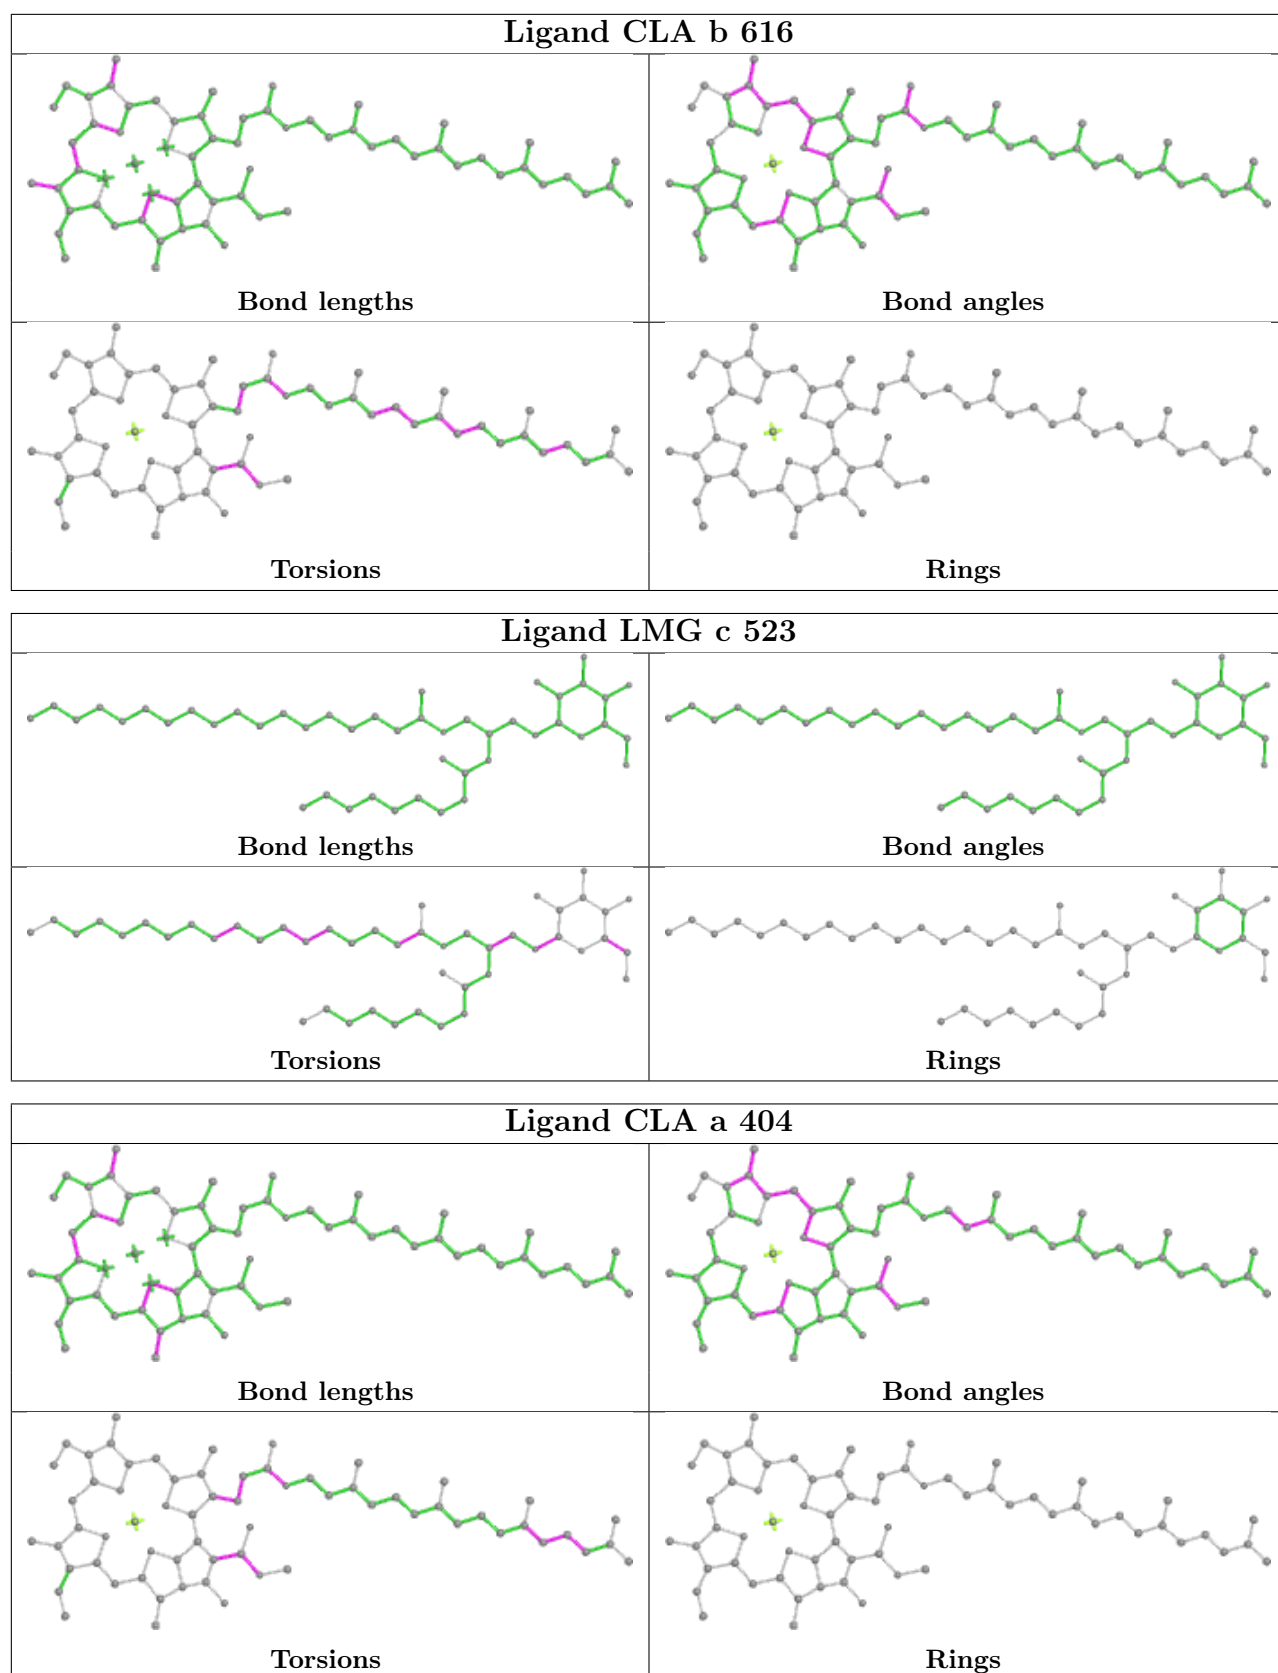 Ligand CLA b 616
Bond lengths
Bond angles
Torsions
Rings
Ligand LMG c 523
Bond lengths
Bond angles
Torsions
Rings
Ligand CLA a 404
Bond lengths
Bond angles
Torsions
Rings